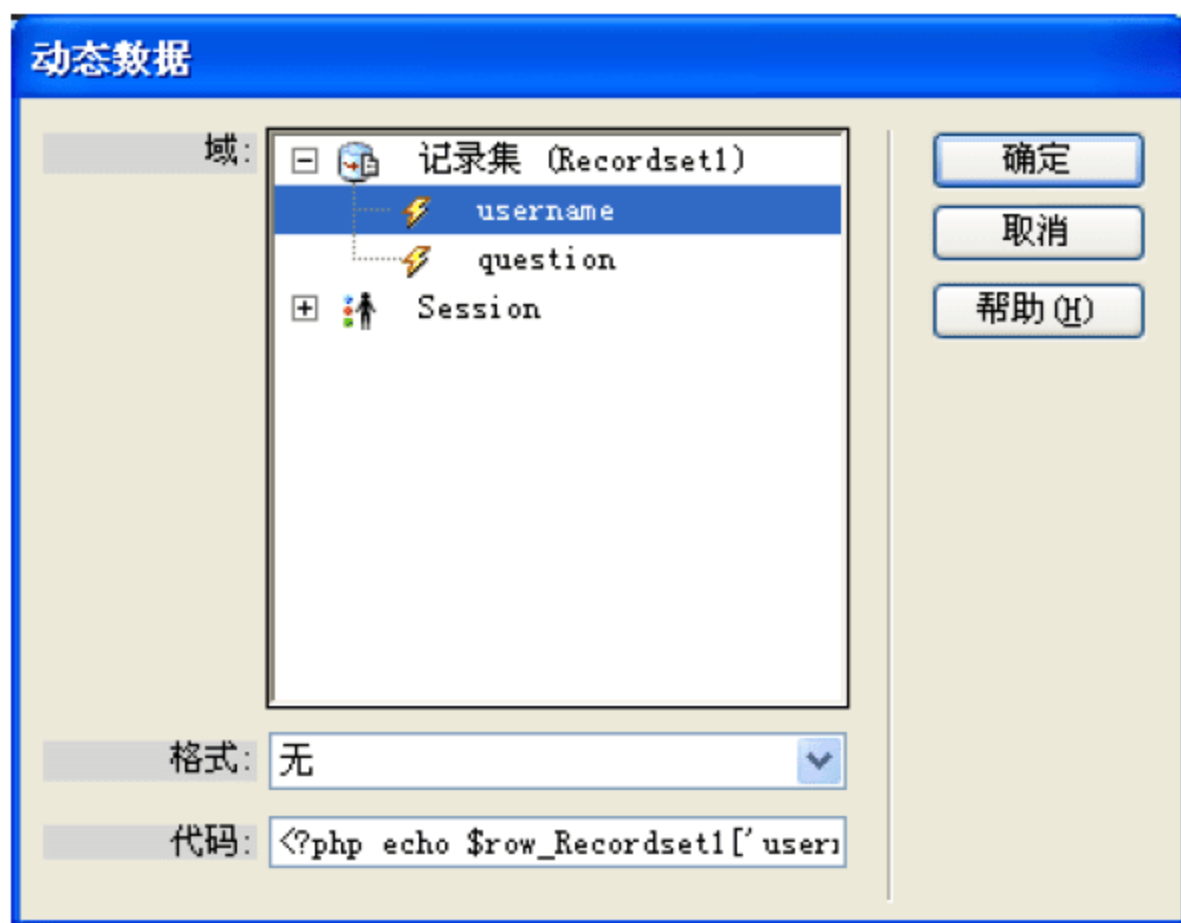 动态数据
域:
记录集 (Recordset1)
username
question
Session
格式: 无
代码: <?php echo $row_Recordset1['user
确定
取消
帮助(H)